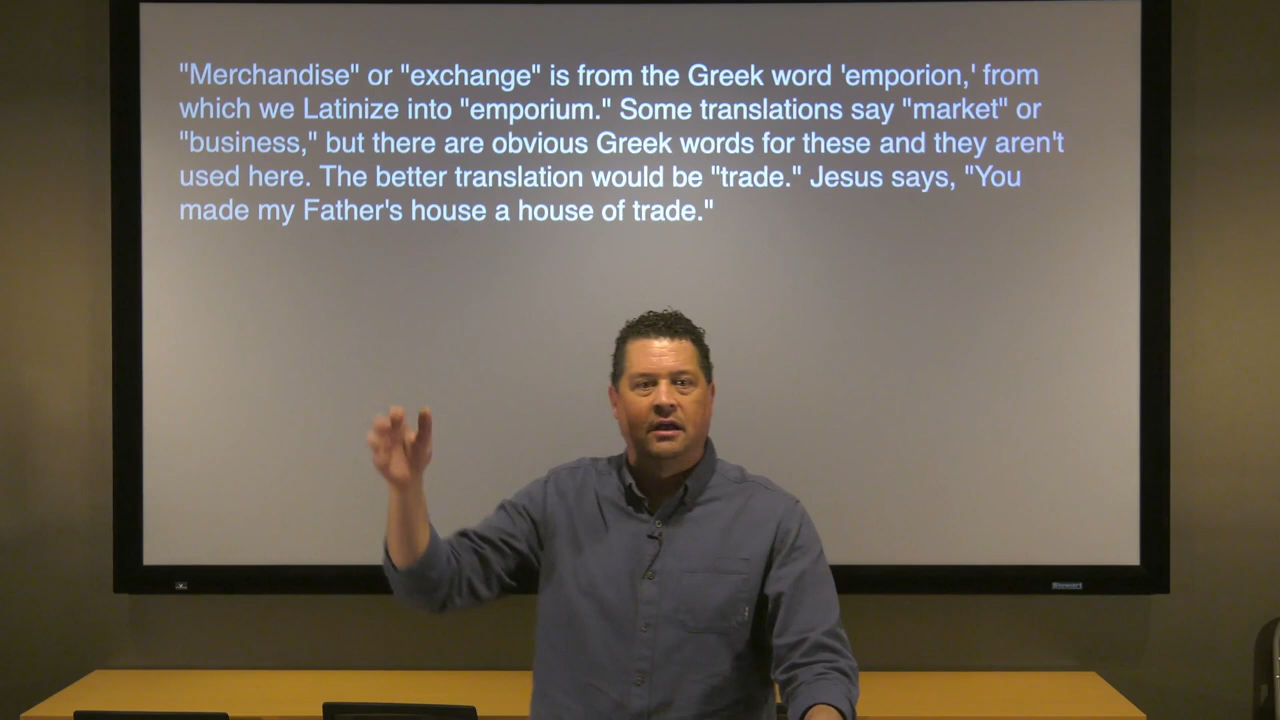 "Merchandise" or "exchange" is from the Greek word 'emporion,' from
which we Latinize into "emporium." Some translations say "market" or
"business," but there are obvious Greek words for these and they aren't
used here. The better translation would be "trade." Jesus says, "You
made my Father's house a house of trade."
Stewart